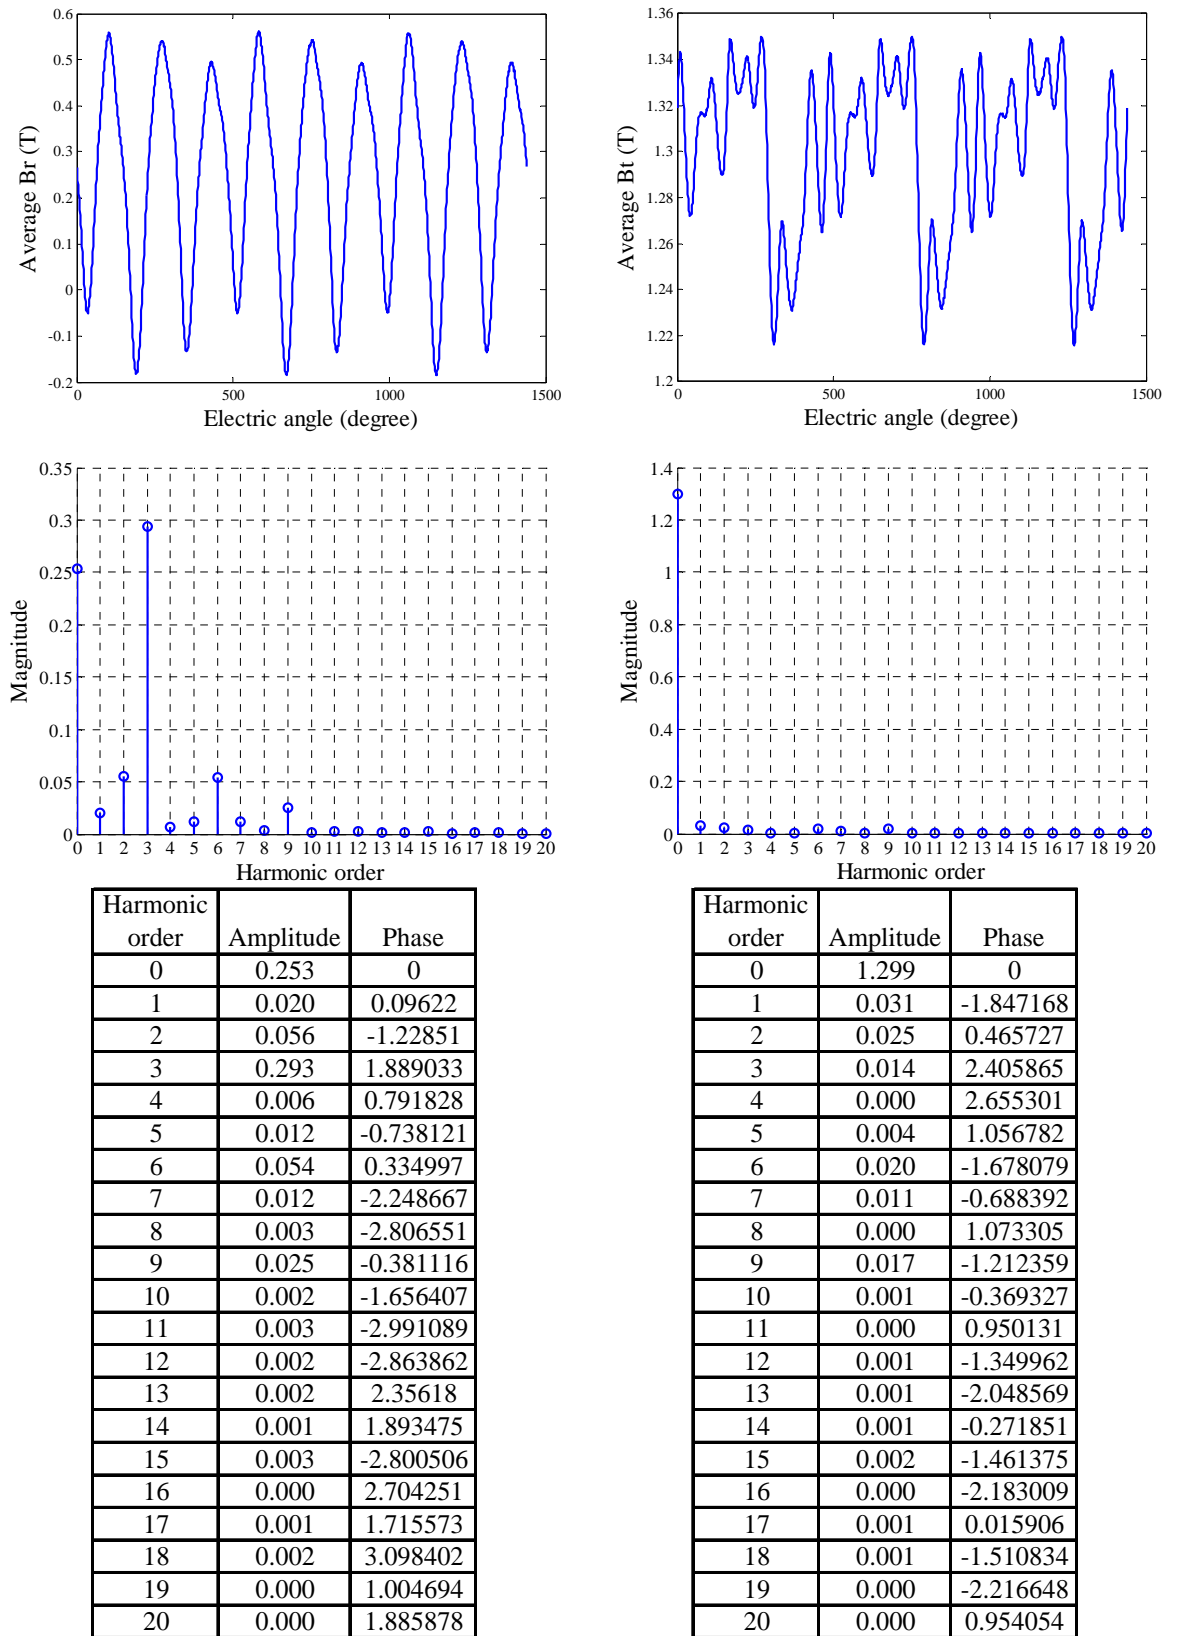 0.6
0.5
0.4
0.3
0.2
0.1
0
-0.1
-0.2
0 500 1000 1500
Average Br (T)
Electric angle (degree)
1.36
1.34
1.32
1.3
1.28
1.26
1.24
1.22
1.2
0 500 1000 1500
Average Bt (T)
Electric angle (degree)
0.35
0.3
0.25
0.2
0.15
0.1
0.05
0
0 1 2 3 4 5 6 7 8 9 10 11 12 13 14 15 16 17 18 19 20
Magnitude
Harmonic order
1.4
1.2
1
0.8
0.6
0.4
0.2
0
0 1 2 3 4 5 6 7 8 9 10 11 12 13 14 15 16 17 18 19 20
Magnitude
Harmonic order
Harmonic
order Amplitude Phase
0 0.253 0
1 0.020 0.09622
2 0.056 -1.22851
3 0.293 1.889033
4 0.006 0.791828
5 0.012 -0.738121
6 0.054 0.334997
7 0.012 -2.248667
8 0.003 -2.806551
9 0.025 -0.381116
10 0.002 -1.656407
11 0.003 -2.991089
12 0.002 -2.863862
13 0.002 2.35618
14 0.001 1.893475
15 0.003 -2.800506
16 0.000 2.704251
17 0.001 1.715573
18 0.002 3.098402
19 0.000 1.004694
20 0.000 1.885878
Harmonic
order Amplitude Phase
0 1.299 0
1 0.031 -1.847168
2 0.025 0.465727
3 0.014 2.405865
4 0.000 2.655301
5 0.004 1.056782
6 0.020 -1.678079
7 0.011 -0.688392
8 0.000 1.073305
9 0.017 -1.212359
10 0.001 -0.369327
11 0.000 0.950131
12 0.001 -1.349962
13 0.001 -2.048569
14 0.001 -0.271851
15 0.002 -1.461375
16 0.000 -2.183009
17 0.001 0.015906
18 0.001 -1.510834
19 0.000 -2.216648
20 0.000 0.954054